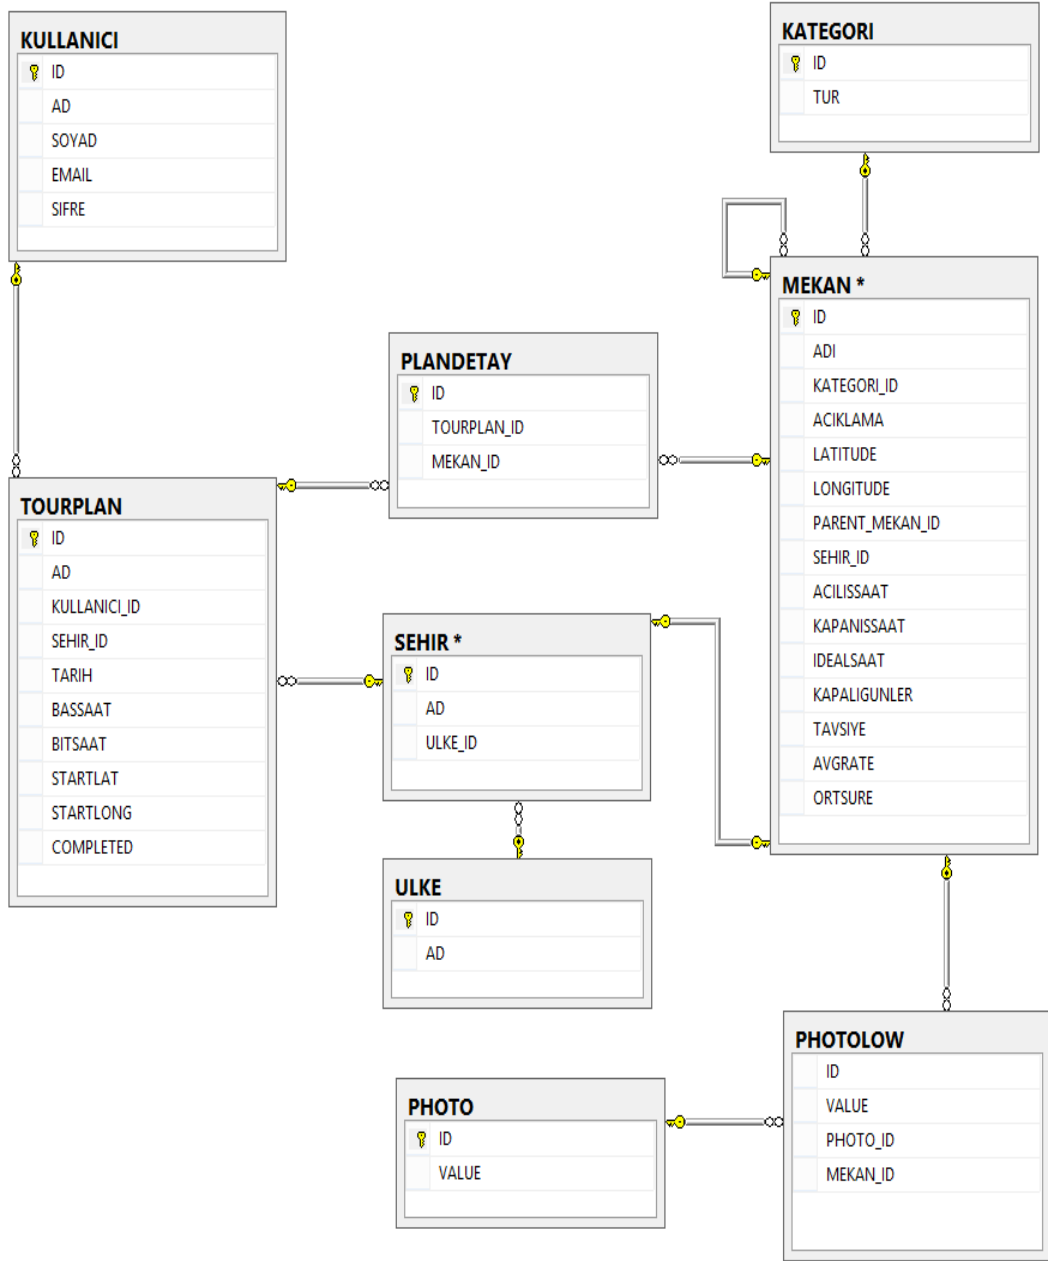 KULLANICI
ID
AD
SOYAD
EMAIL
SIFRE
KATEGORI
ID
TUR
MEKAN *
ID
ADI
KATEGORI_ID
ACIKLAMA
LATITUDE
LONGITUDE
PARENT_MEKAN_ID
SEHIR_ID
ACILISSAAT
KAPANISSAAT
IDEALSAAT
KAPALIGUNLER
TAVSIYE
AVGRATE
ORTSURE
PLANDETAY
ID
TOURPLAN_ID
MEKAN_ID
TOURPLAN
ID
AD
KULLANICI_ID
SEHIR_ID
TARIH
BASSAAT
BITSAAT
STARTLAT
STARTLONG
COMPLETED
SEHIR *
ID
AD
ULKE_ID
ULKE
ID
AD
PHOTOLOW
ID
VALUE
PHOTO_ID
MEKAN_ID
PHOTO
ID
VALUE